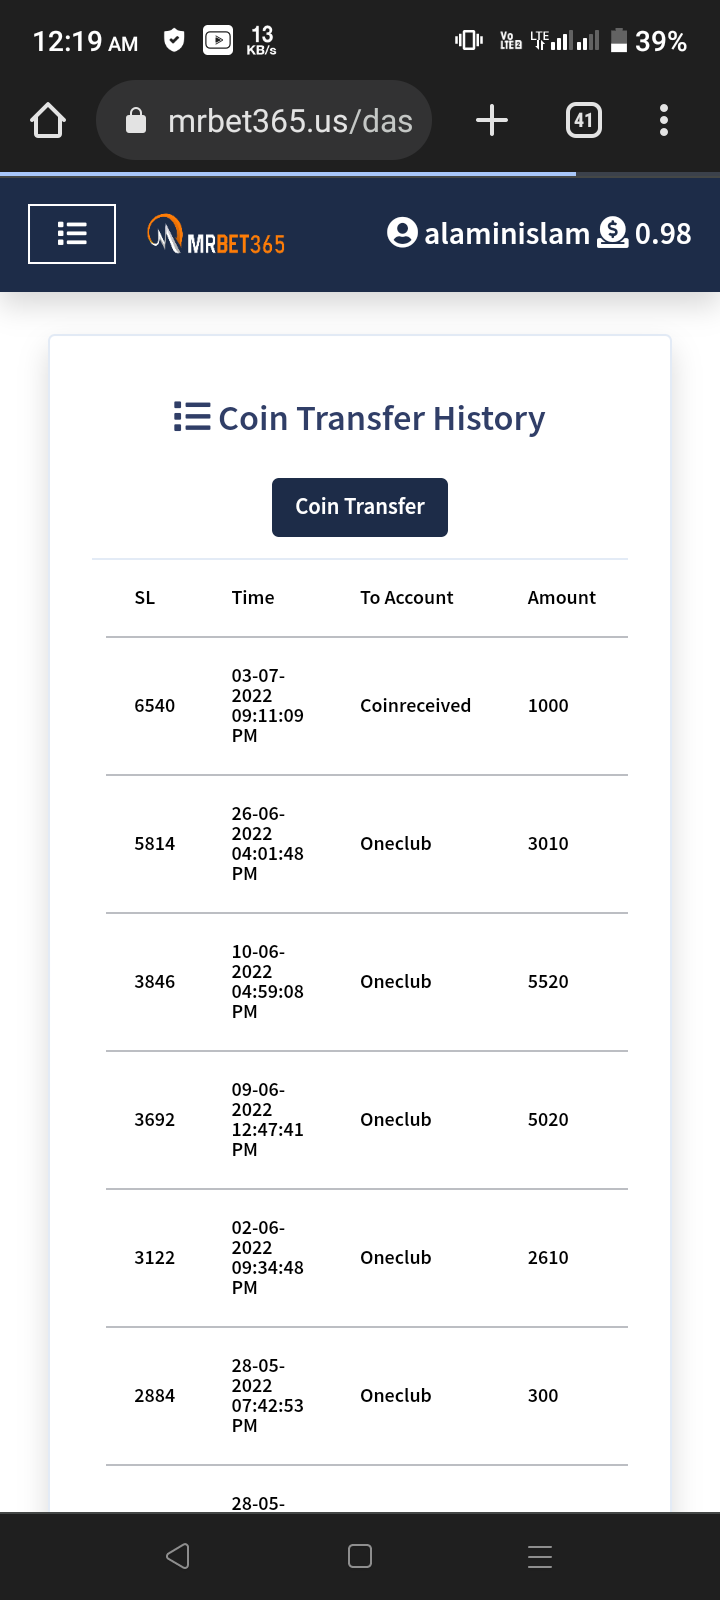 12:19 AM 13 KB/s Vo LTE2 LTE 39%
mrbet365.us/das 41
MRBET365 alaminislam $ 0.98
Coin Transfer History
Coin Transfer
SL Time To Account Amount
6540 03-07-2022 09:11:09 PM Coinreceived 1000
5814 26-06-2022 04:01:48 PM Oneclub 3010
3846 10-06-2022 04:59:08 PM Oneclub 5520
3692 09-06-2022 12:47:41 PM Oneclub 5020
3122 02-06-2022 09:34:48 PM Oneclub 2610
2884 28-05-2022 07:42:53 PM Oneclub 300
28-05-